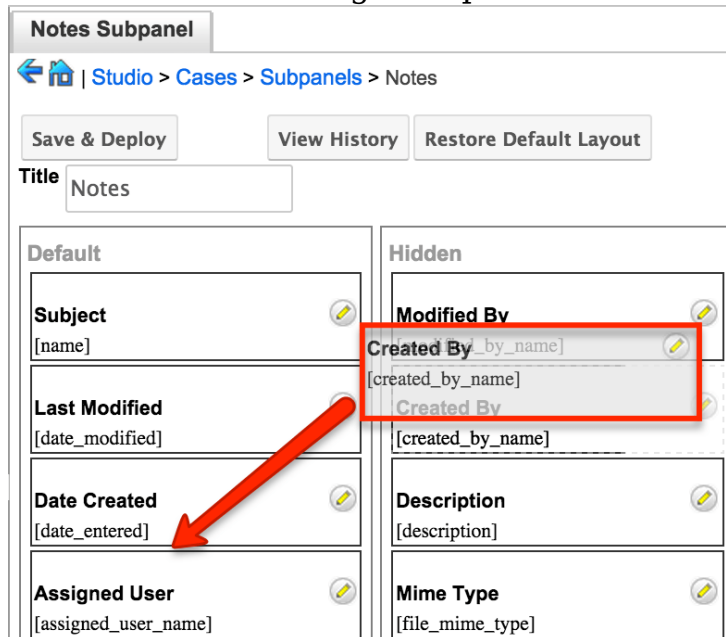 Notes Subpanel
| Studio > Cases > Subpanels > Notes
Save & Deploy View History Restore Default Layout
Title Notes
Default
Subject
[name]
Last Modified
[date_modified]
Date Created
[date_entered]
Assigned User
[assigned_user_name]
Hidden
Modified By
[modified_by_name]
Created By
[created_by_name]
Created By
[created_by_name]
Description
[description]
Mime Type
[file_mime_type]